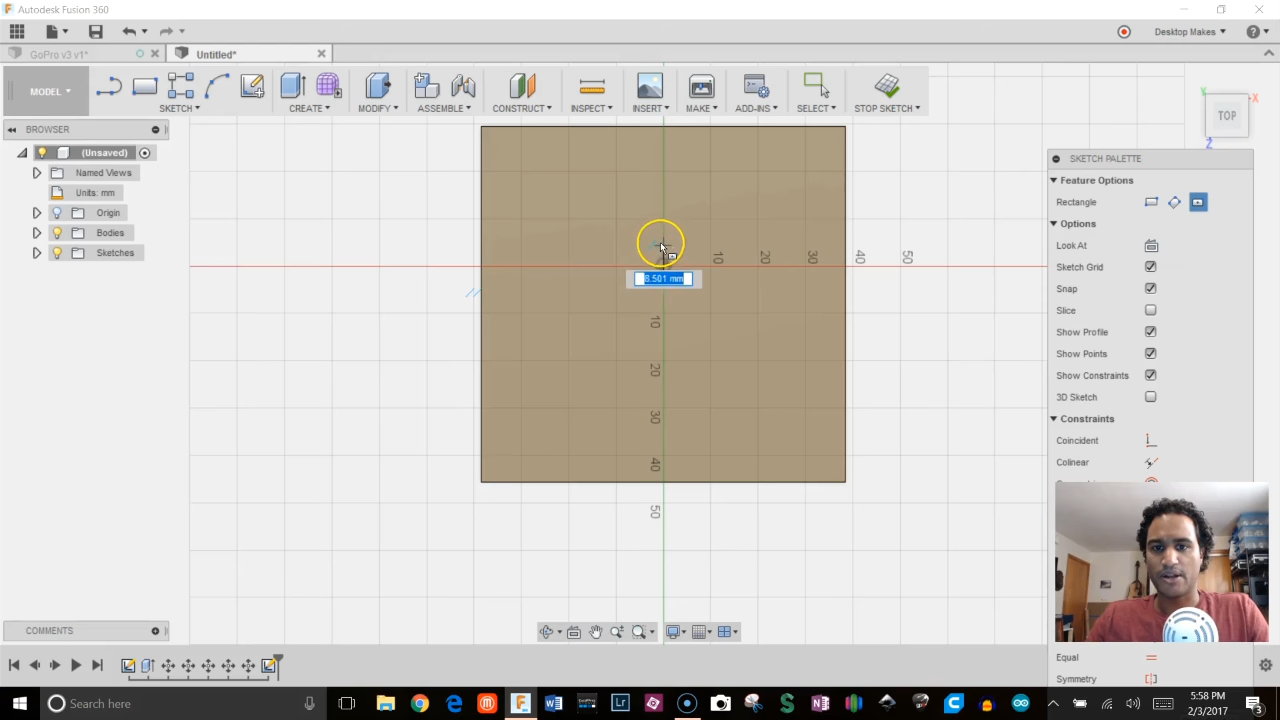 Autodesk Fusion 360
Desktop Makes
GoPro v3 v1*
Untitled*
MODEL
SKETCH
CREATE
MODIFY
ASSEMBLE
CONSTRUCT
INSPECT
INSERT
MAKE
ADD-INS
SELECT
STOP SKETCH
BROWSER
(Unsaved)
Named Views
Units: mm
Origin
Bodies
Sketches
TOP
X
Y
Z
10
20
30
40
50
8.501 mm
10
20
30
40
50
SKETCH PALETTE
Feature Options
Rectangle
Options
Look At
Sketch Grid
Snap
Slice
Show Profile
Show Points
Show Constraints
3D Sketch
Constraints
Coincident
Colinear
Equal
Symmetry
COMMENTS
Search here
5:58 PM
2/3/2017
3